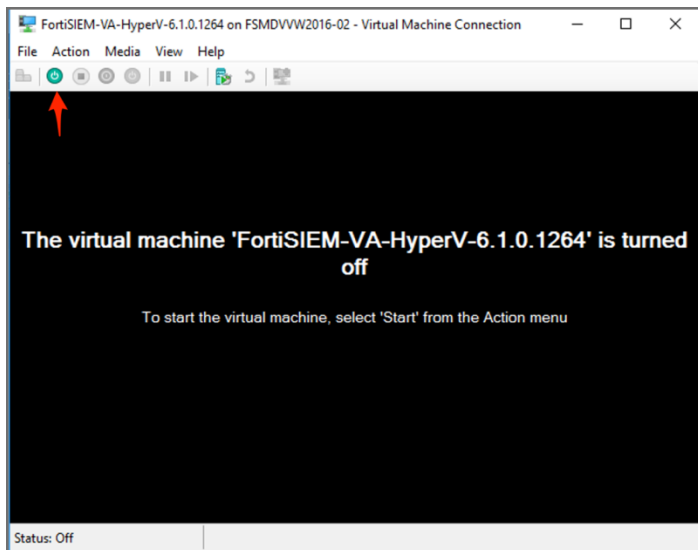 FortiSIEM-VA-HyperV-6.1.0.1264 on FSMDVVW2016-02 - Virtual Machine Connection
File Action Media View Help
The virtual machine 'FortiSIEM-VA-HyperV-6.1.0.1264' is turned
off
To start the virtual machine, select 'Start' from the Action menu
Status: Off